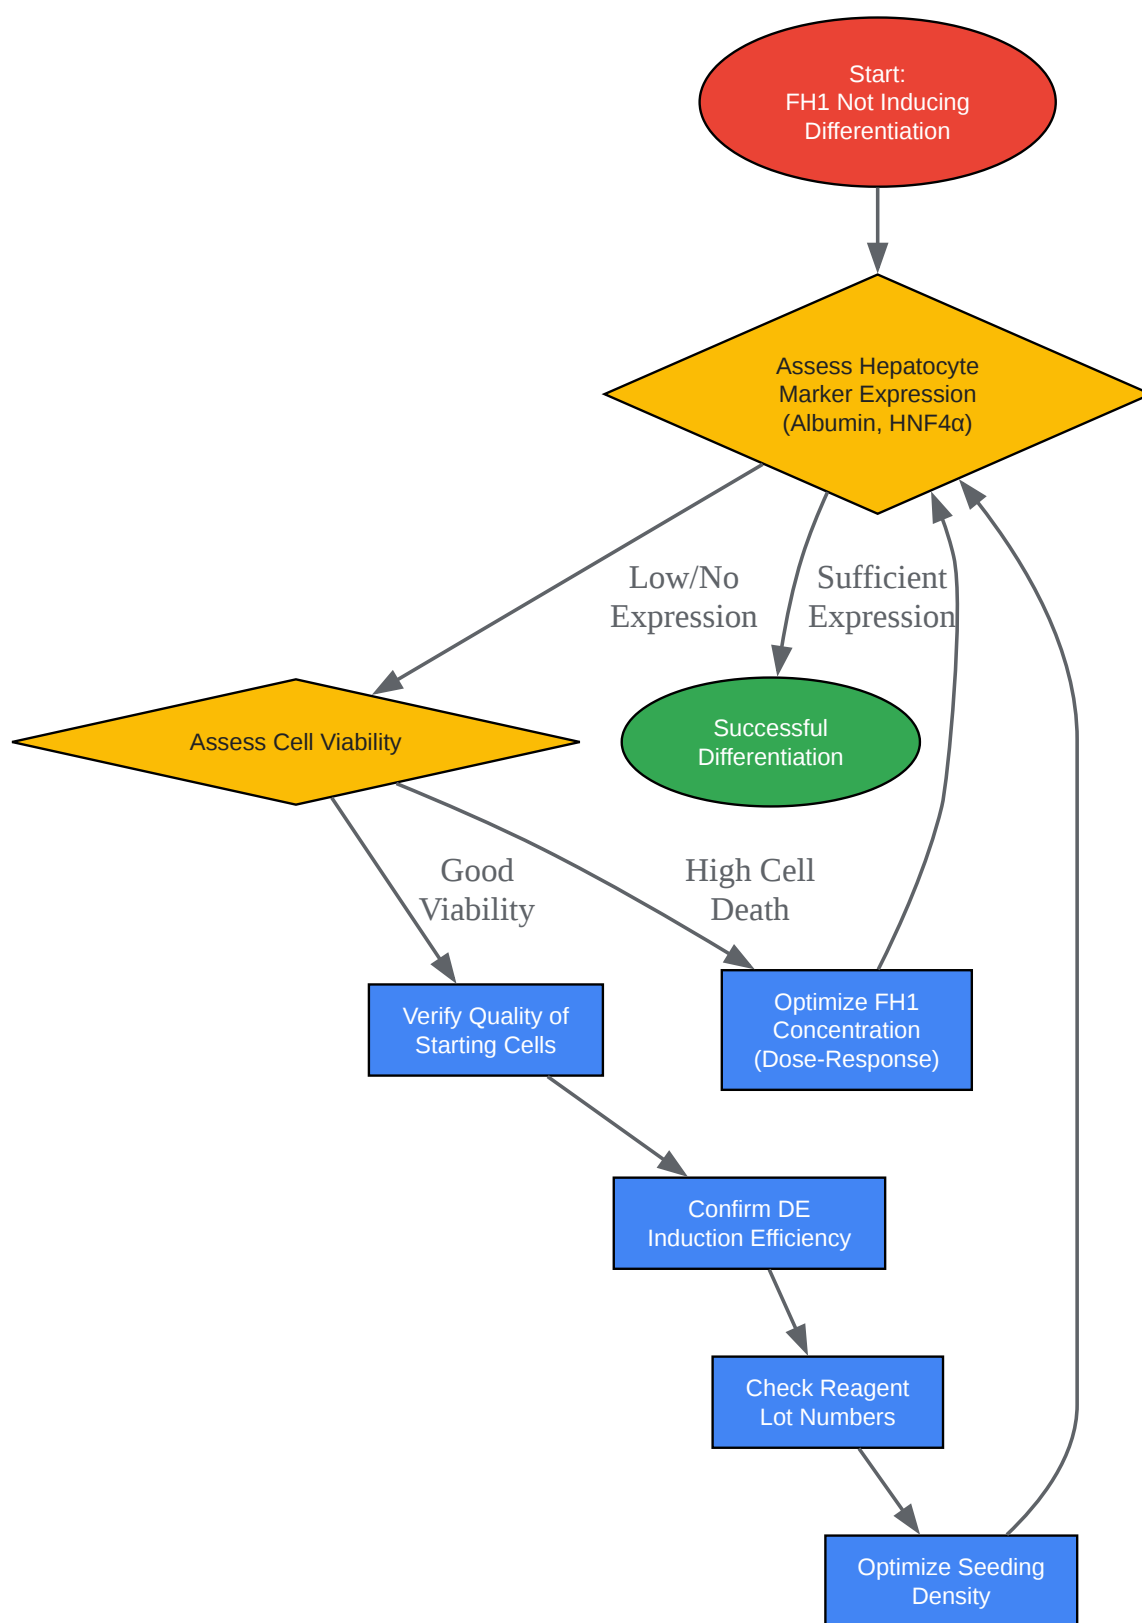 Start:
FH1 Not Inducing
Differentiation
Assess Hepatocyte
Marker Expression
(Albumin, HNF4α)
Low/No
Expression
Sufficient
Expression
Assess Cell Viability
Successful
Differentiation
Good
Viability
High Cell
Death
Verify Quality of
Starting Cells
Optimize FH1
Concentration
(Dose-Response)
Confirm DE
Induction Efficiency
Check Reagent
Lot Numbers
Optimize Seeding
Density